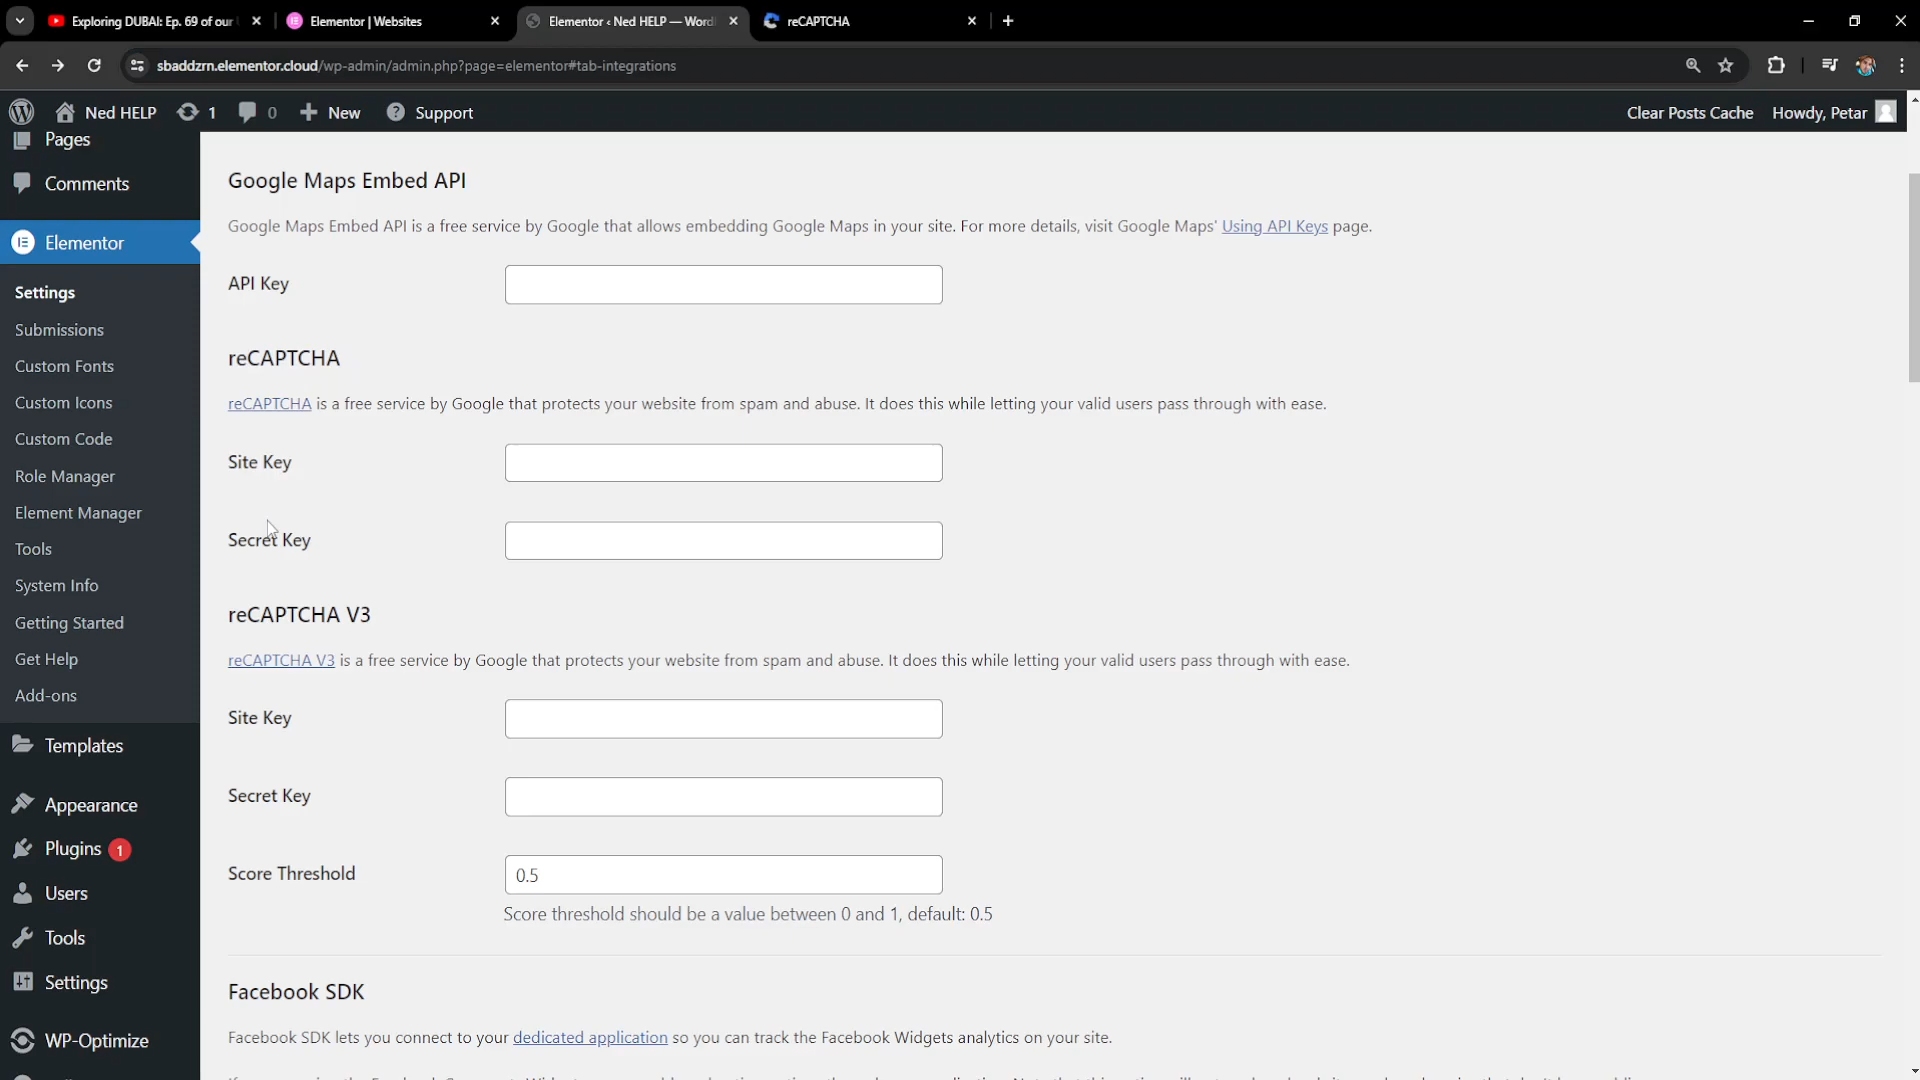 Exploring DUBAI: Ep. 69 of our
Elementor | Websites
Elementor ‹ Ned HELP — Word
reCAPTCHA
sbaddzrn.elementor.cloud/wp-admin/admin.php?page=elementor#tab-integrations
Ned HELP
1
0
New
Support
Clear Posts Cache
Howdy, Petar
Pages
Comments
Elementor
Settings
Submissions
Custom Fonts
Custom Icons
Custom Code
Role Manager
Element Manager
Tools
System Info
Getting Started
Get Help
Add-ons
Templates
Appearance
Plugins 1
Users
Tools
Settings
WP-Optimize
Google Maps Embed API
Google Maps Embed API is a free service by Google that allows embedding Google Maps in your site. For more details, visit Google Maps' Using API Keys page.
API Key
reCAPTCHA
reCAPTCHA is a free service by Google that protects your website from spam and abuse. It does this while letting your valid users pass through with ease.
Site Key
Secret Key
reCAPTCHA V3
reCAPTCHA V3 is a free service by Google that protects your website from spam and abuse. It does this while letting your valid users pass through with ease.
Site Key
Secret Key
Score Threshold
0.5
Score threshold should be a value between 0 and 1, default: 0.5
Facebook SDK
Facebook SDK lets you connect to your dedicated application so you can track the Facebook Widgets analytics on your site.